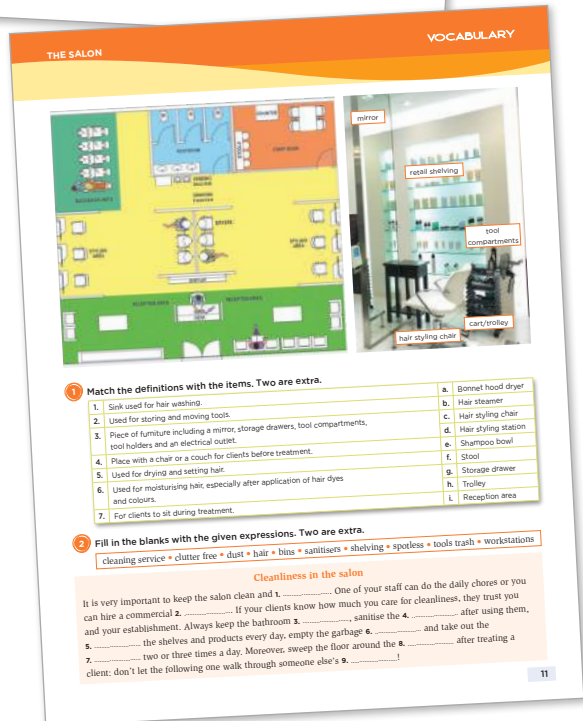 THE SALON
VOCABULARY
COUNTER
STAFF ROOM
STYLING
AREA
STYLING
AREA
DISPLAY
RECEPTION AREA
mirror
retail shelving
tool
compartments
cart/trolley
hair styling chair
1 Match the definitions with the items. Two are extra.
1. Sink used for hair washing.
2. Used for storing and moving tools.
3. Piece of furniture including a mirror, storage drawers, tool compartments,
tool holders and an electrical outlet.
4. Place with a chair or a couch for clients before treatment.
5. Used for drying and setting hair.
6. Used for moisturising hair, especially after application of hair dyes
and colours.
7. For clients to sit during treatment.
a. Bonnet hood dryer
b. Hair steamer
c. Hair styling chair
d. Hair styling station
e. Shampoo bowl
f. Stool
g. Storage drawer
h. Trolley
i. Reception area
2 Fill in the blanks with the given expressions. Two are extra.
cleaning service • clutter free • dust • hair • bins • sanitisers • shelving • spotless • tools trash • workstations
Cleanliness in the salon
It is very important to keep the salon clean and 1. ............... One of your staff can do the daily chores or you
can hire a commercial 2. ............... If your clients know how much you care for cleanliness, they trust you
and your establishment. Always keep the bathroom 3. ..............., sanitise the 4. ............... after using them,
5. ............... the shelves and products every day, empty the garbage 6. ............... and take out the
7. ............... two or three times a day. Moreover, sweep the floor around the 8. ............... after treating a
client: don't let the following one walk through someone else's 9. ...............!
11